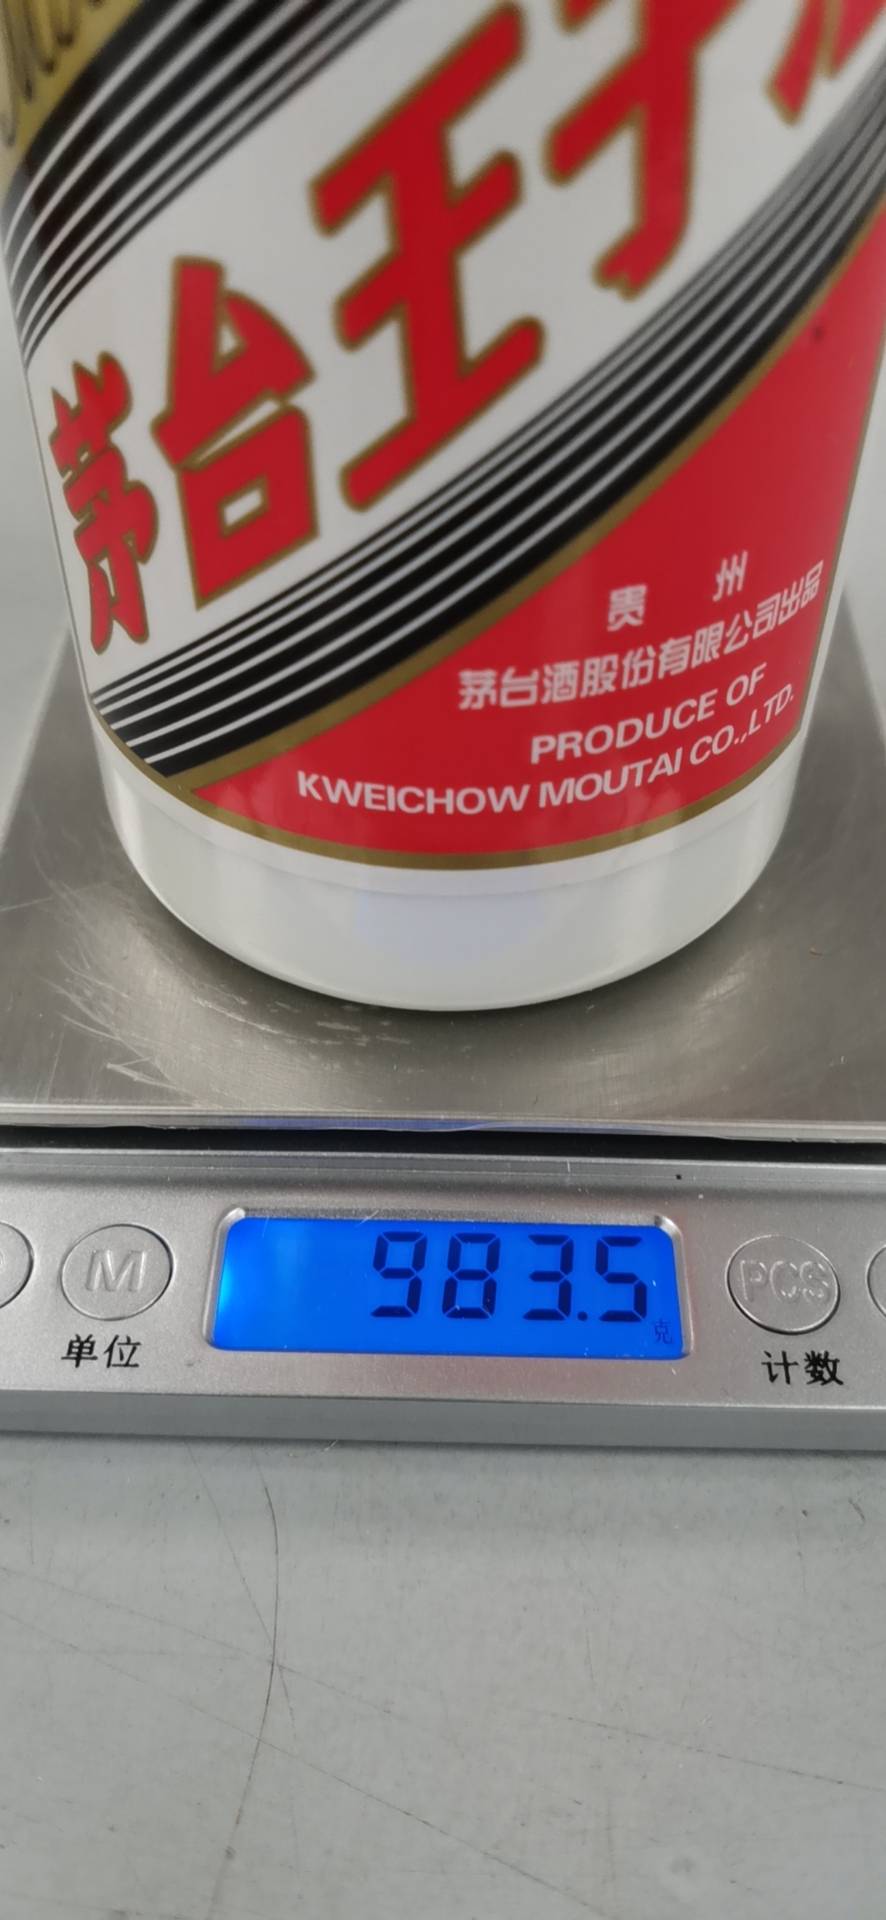 茅台王子
贵 州
茅台酒股份有限公司出品
PRODUCE OF
KWEICHOW MOUTAI CO.,LTD.
M
983.5
克
PCS
单位
计数